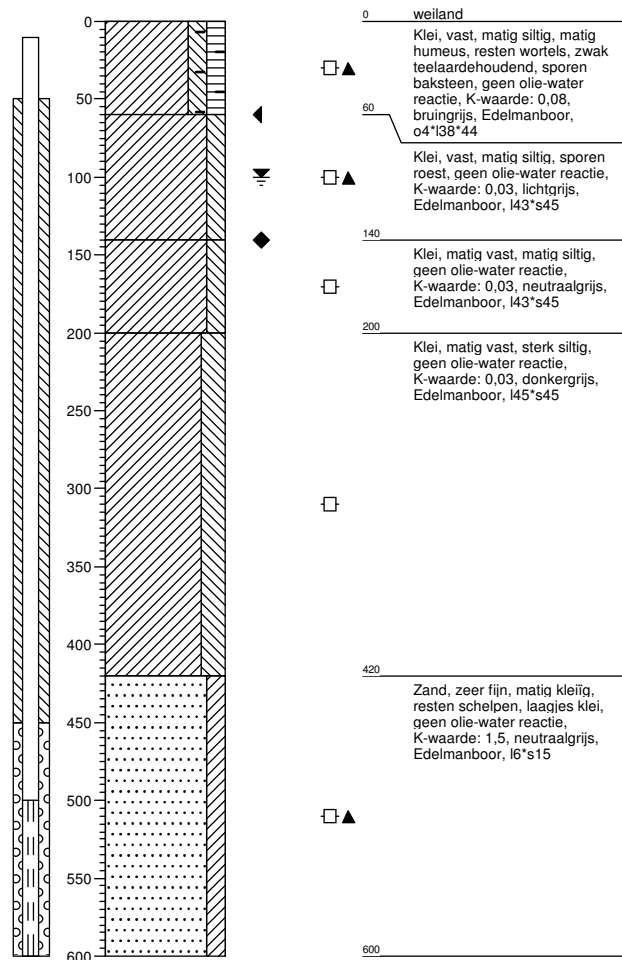 0
50
100
150
200
250
300
350
400
450
500
550
600
0 weiland
Klei, vast, matig siltig, matig
humeus, resten wortels, zwak
teelaardehoudend, sporen
baksteen, geen olie-water
reactie, K-waarde: 0,08,
bruingrijs, Edelmanboor,
o4*l38*44
60
Klei, vast, matig siltig, sporen
roest, geen olie-water reactie,
K-waarde: 0,03, lichtgrijs,
Edelmanboor, l43*s45
140
Klei, matig vast, matig siltig,
geen olie-water reactie,
K-waarde: 0,03, neutraalgrijs,
Edelmanboor, l43*s45
200
Klei, matig vast, sterk siltig,
geen olie-water reactie,
K-waarde: 0,03, donkergrijs,
Edelmanboor, l45*s45
420
Zand, zeer fijn, matig kleiïg,
resten schelpen, laagjes klei,
geen olie-water reactie,
K-waarde: 1,5, neutraalgrijs,
Edelmanboor, l6*s15
600